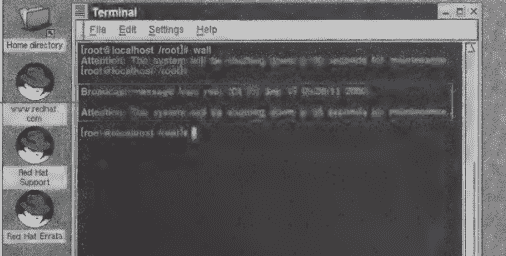 Terminal
File Edit Settings Help
Home directory
[root@localhost /root]# wall
Attention: The system will be shutting down in 10 seconds for maintenance
[root@localhost /root]#
Broadcast message from root
Attention: The system will be shutting down in 10 seconds for maintenance
www.redhat.
com
[root@localhost /root]#
Red Hat
Support
Red Hat Errata